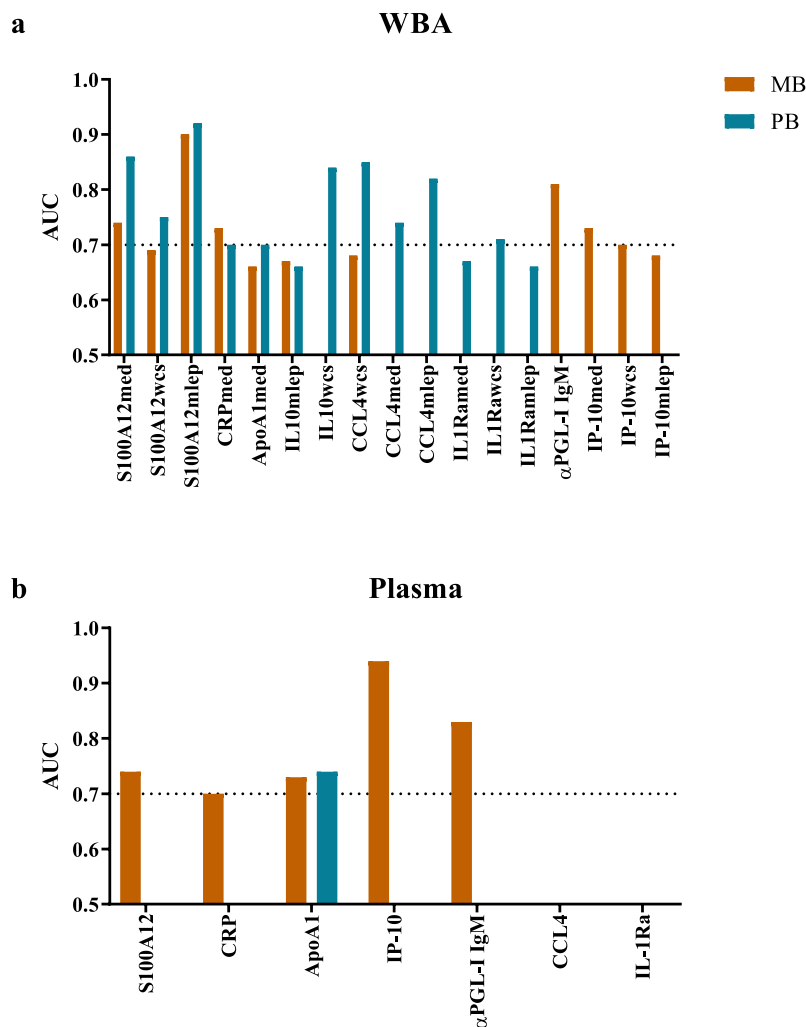 a
WBA
MB
PB
1.0
0.9
0.8
0.7
0.6
0.5
AUC
S100A12med
S100A12wcs
S100A12mlep
CRPmed
ApoA1med
IL10mlep
IL10wcs
CCL4wcs
CCL4med
CCL4mlep
IL1Ramed
IL1Rawcs
IL1Ramlep
αPGL-I IgM
IP-10med
IP-10wcs
IP-10mlep
b
Plasma
1.0
0.9
0.8
0.7
0.6
0.5
AUC
S100A12
CRP
ApoA1
IP-10
αPGL-I IgM
CCL4
IL-1Ra